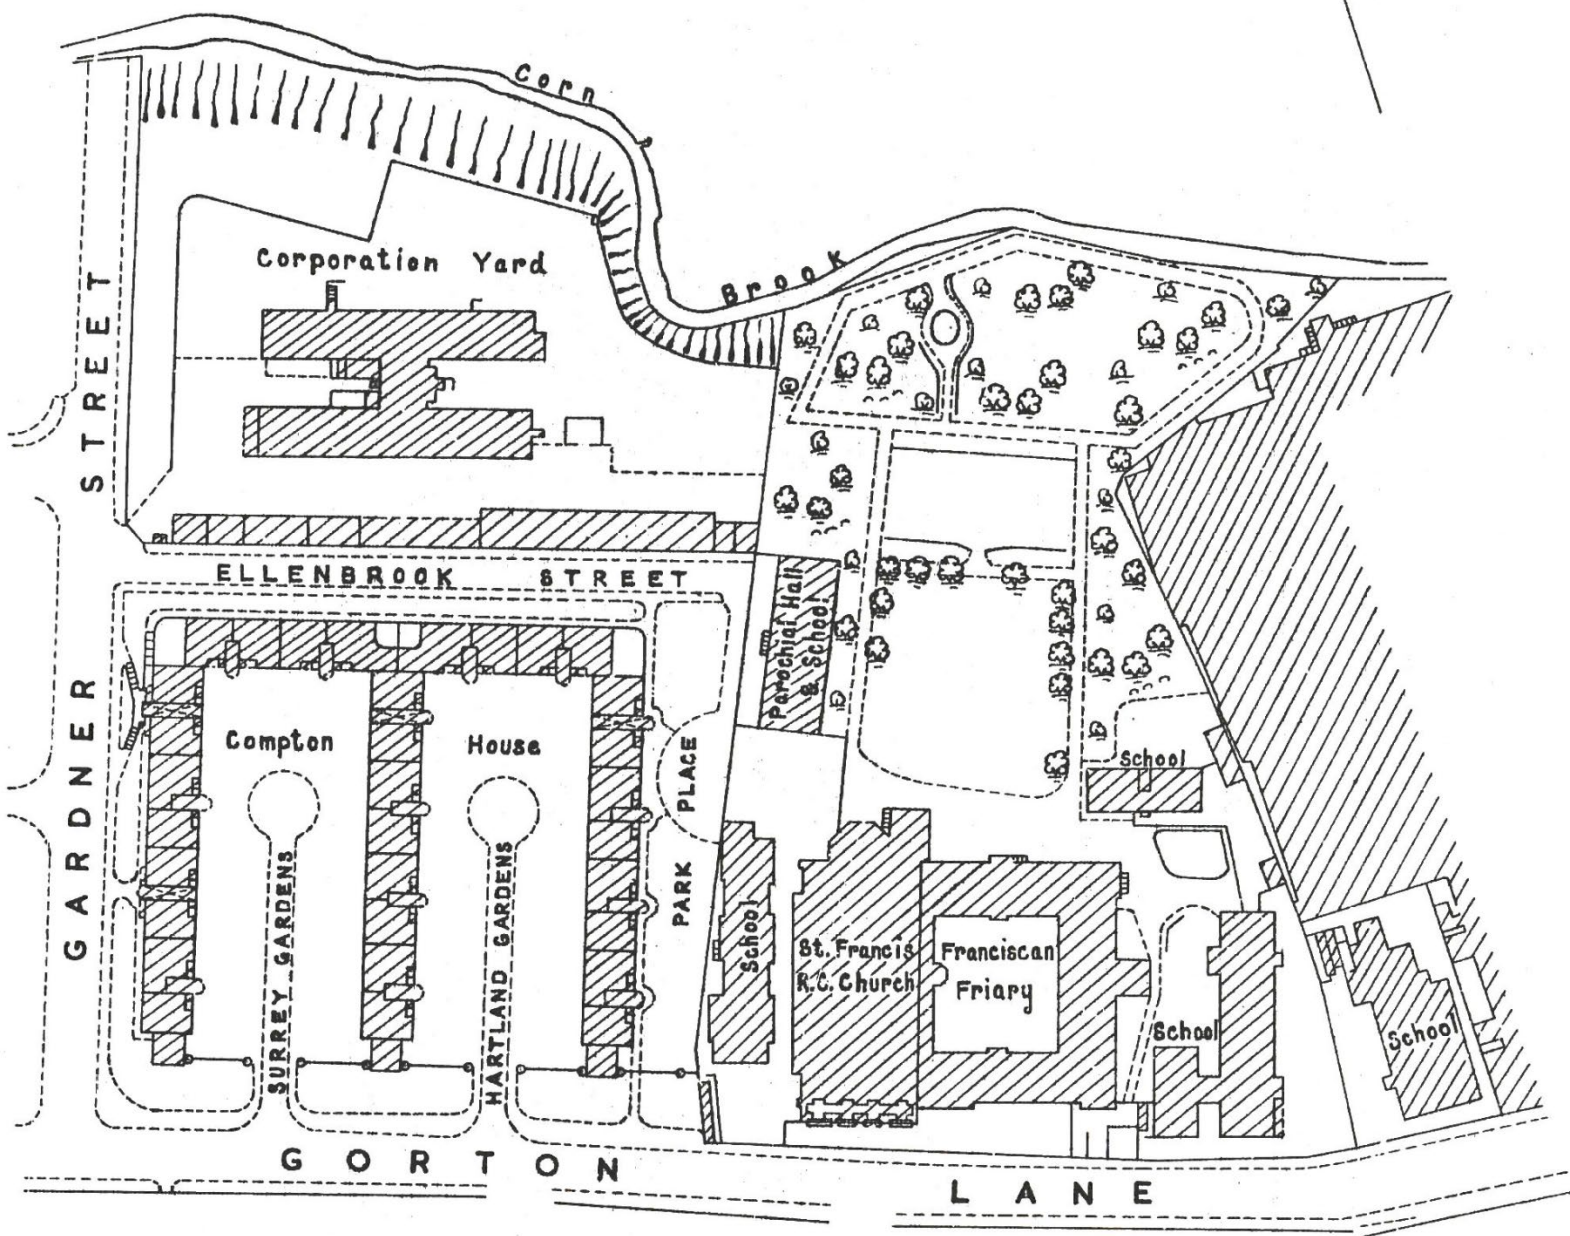 Corn
Brook
Corporation Yard
STREET
ELLENBROOK STREET
Parochial Hall
& School
GARDNER
Compton House
PARK PLACE
School
SURREY GARDENS
HARTLAND GARDENS
School
St. Francis
R.C. Church
Franciscan
Friary
School
School
GORTON LANE